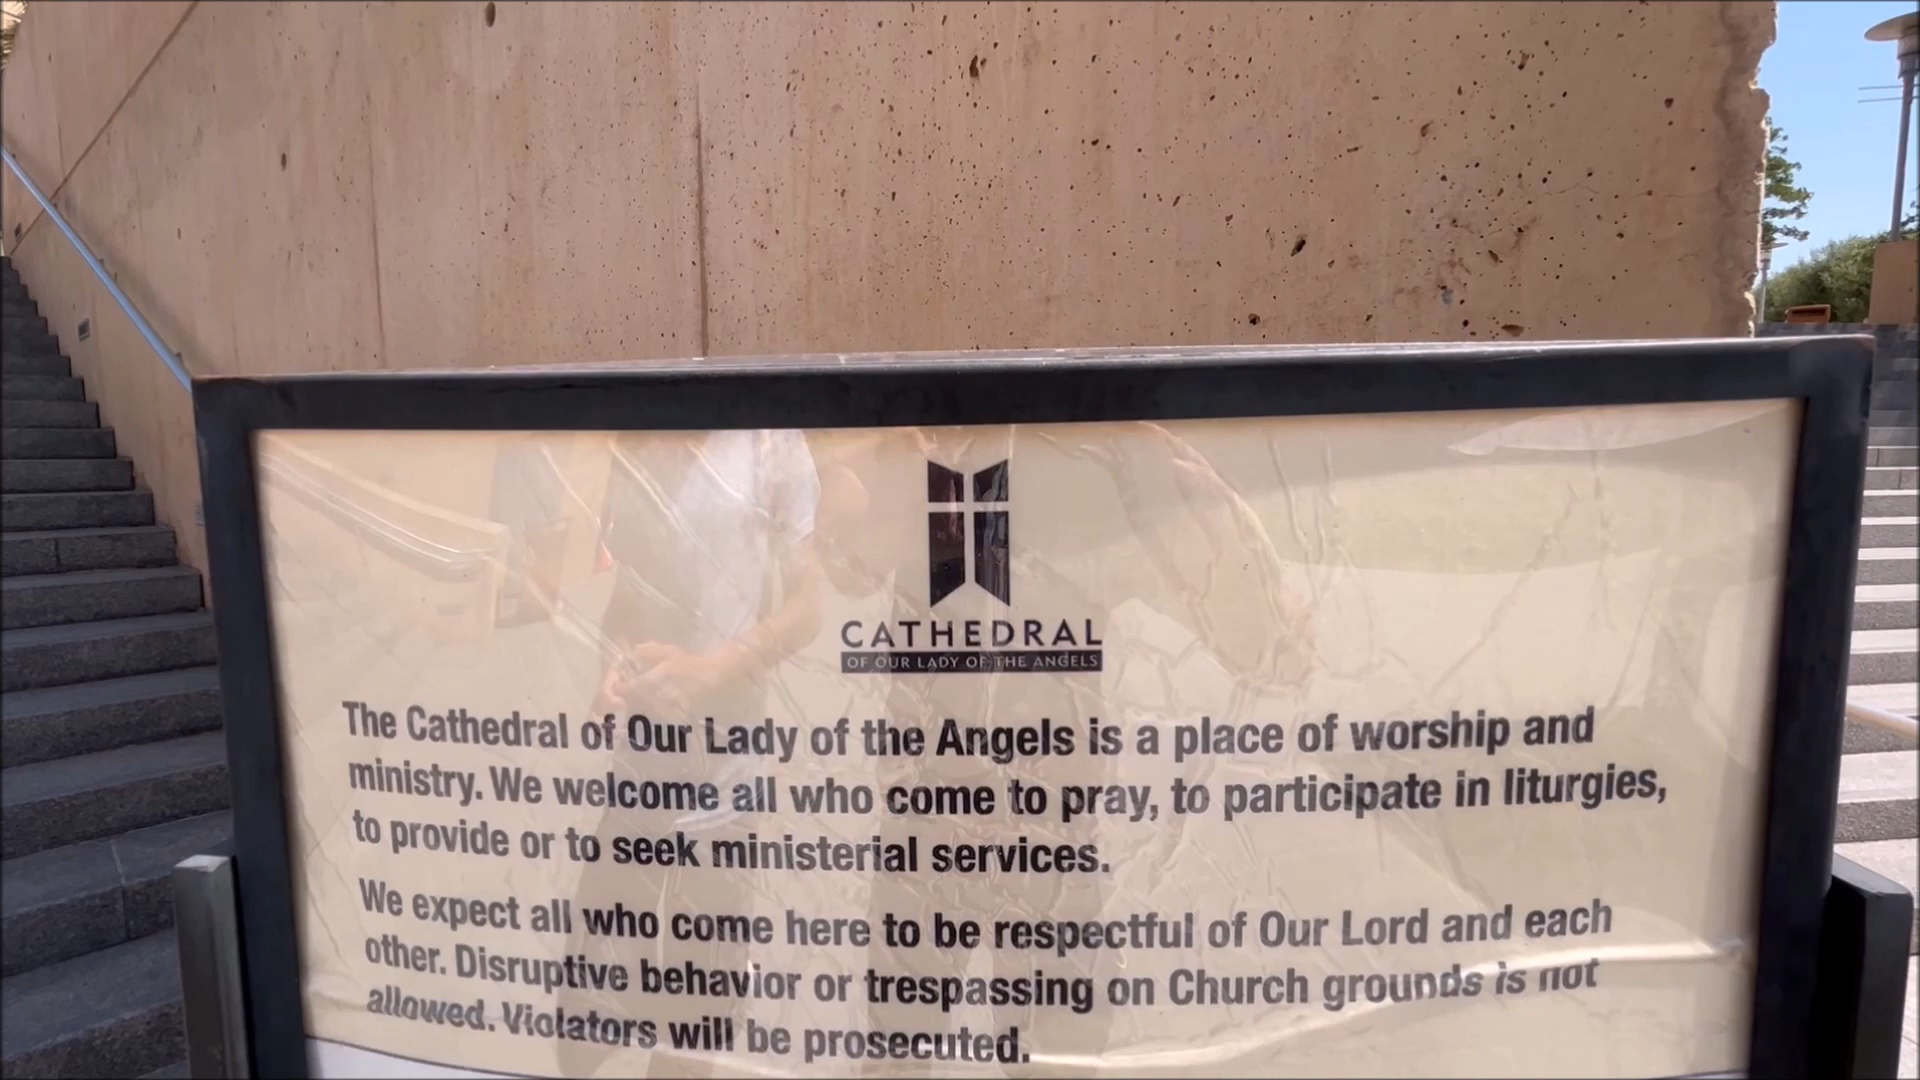 CATHEDRAL
OF OUR LADY OF THE ANGELS
The Cathedral of Our Lady of the Angels is a place of worship and
ministry. We welcome all who come to pray, to participate in liturgies,
to provide or to seek ministerial services.
We expect all who come here to be respectful of Our Lord and each
other. Disruptive behavior or trespassing on Church grounds is not
allowed. Violators will be prosecuted.